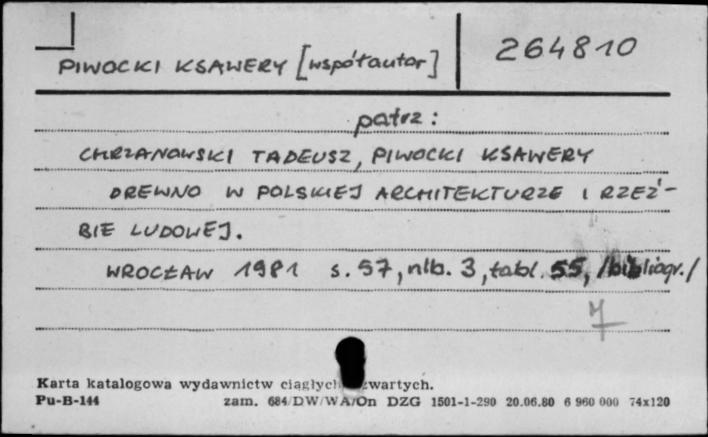 PIWOCKI KSAWERY [współautor]
264810
patrz:
CHRZANOWSKI TADEUSZ, PIWOCKI KSAWERY
DREWNO W POLSKIEJ ARCHITEKTURZE I RZEŹ-
BIE LUDOWEJ.
WROCŁAW 1981 s. 57, nlb. 3, tabl. 55, /bibliogr./
7
Karta katalogowa wydawnictw ciągłych zwartych.
Pu-B-144 zam. 684/DW/WA/On DZG 1501-1-290 20.06.80 6 960 000 74x120